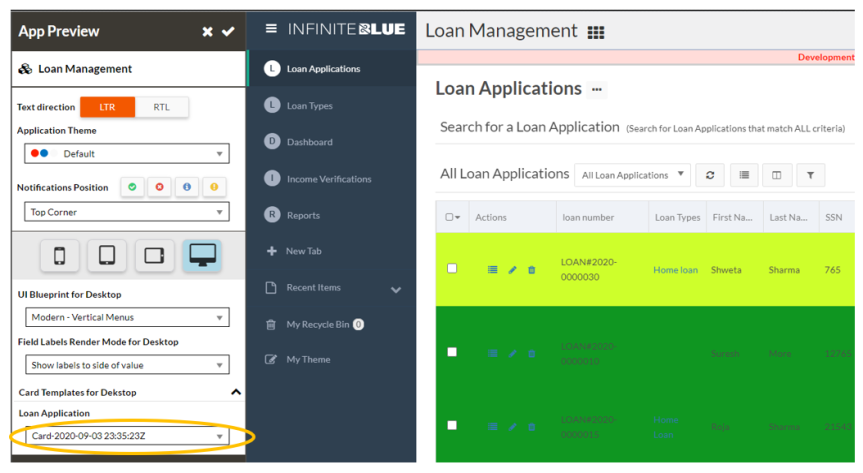 App Preview
Loan Management
Text direction LTR RTL
Application Theme
Default
Notifications Position
Top Corner
UI Blueprint for Desktop
Modern - Vertical Menus
Field Labels Render Mode for Desktop
Show labels to side of value
Card Templates for Dekstop
Loan Application
Card-2020-09-03 23:35:23Z
INFINITE BLUE
L Loan Applications
L Loan Types
D Dashboard
I Income Verifications
R Reports
New Tab
Recent Items
My Recycle Bin 0
My Theme
Loan Management
Development
Loan Applications
Search for a Loan Application (Search for Loan Applications that match ALL criteria)
All Loan Applications All Loan Applications
Actions loan number Loan Types First Na... Last Na... SSN
LOAN#2020-
0000030
Home loan Shweta Sharma 765
LOAN#2020-
0000010
Suresh More 12765
LOAN#2020-
0000015
Home
Loan
Roja Sharma 21543